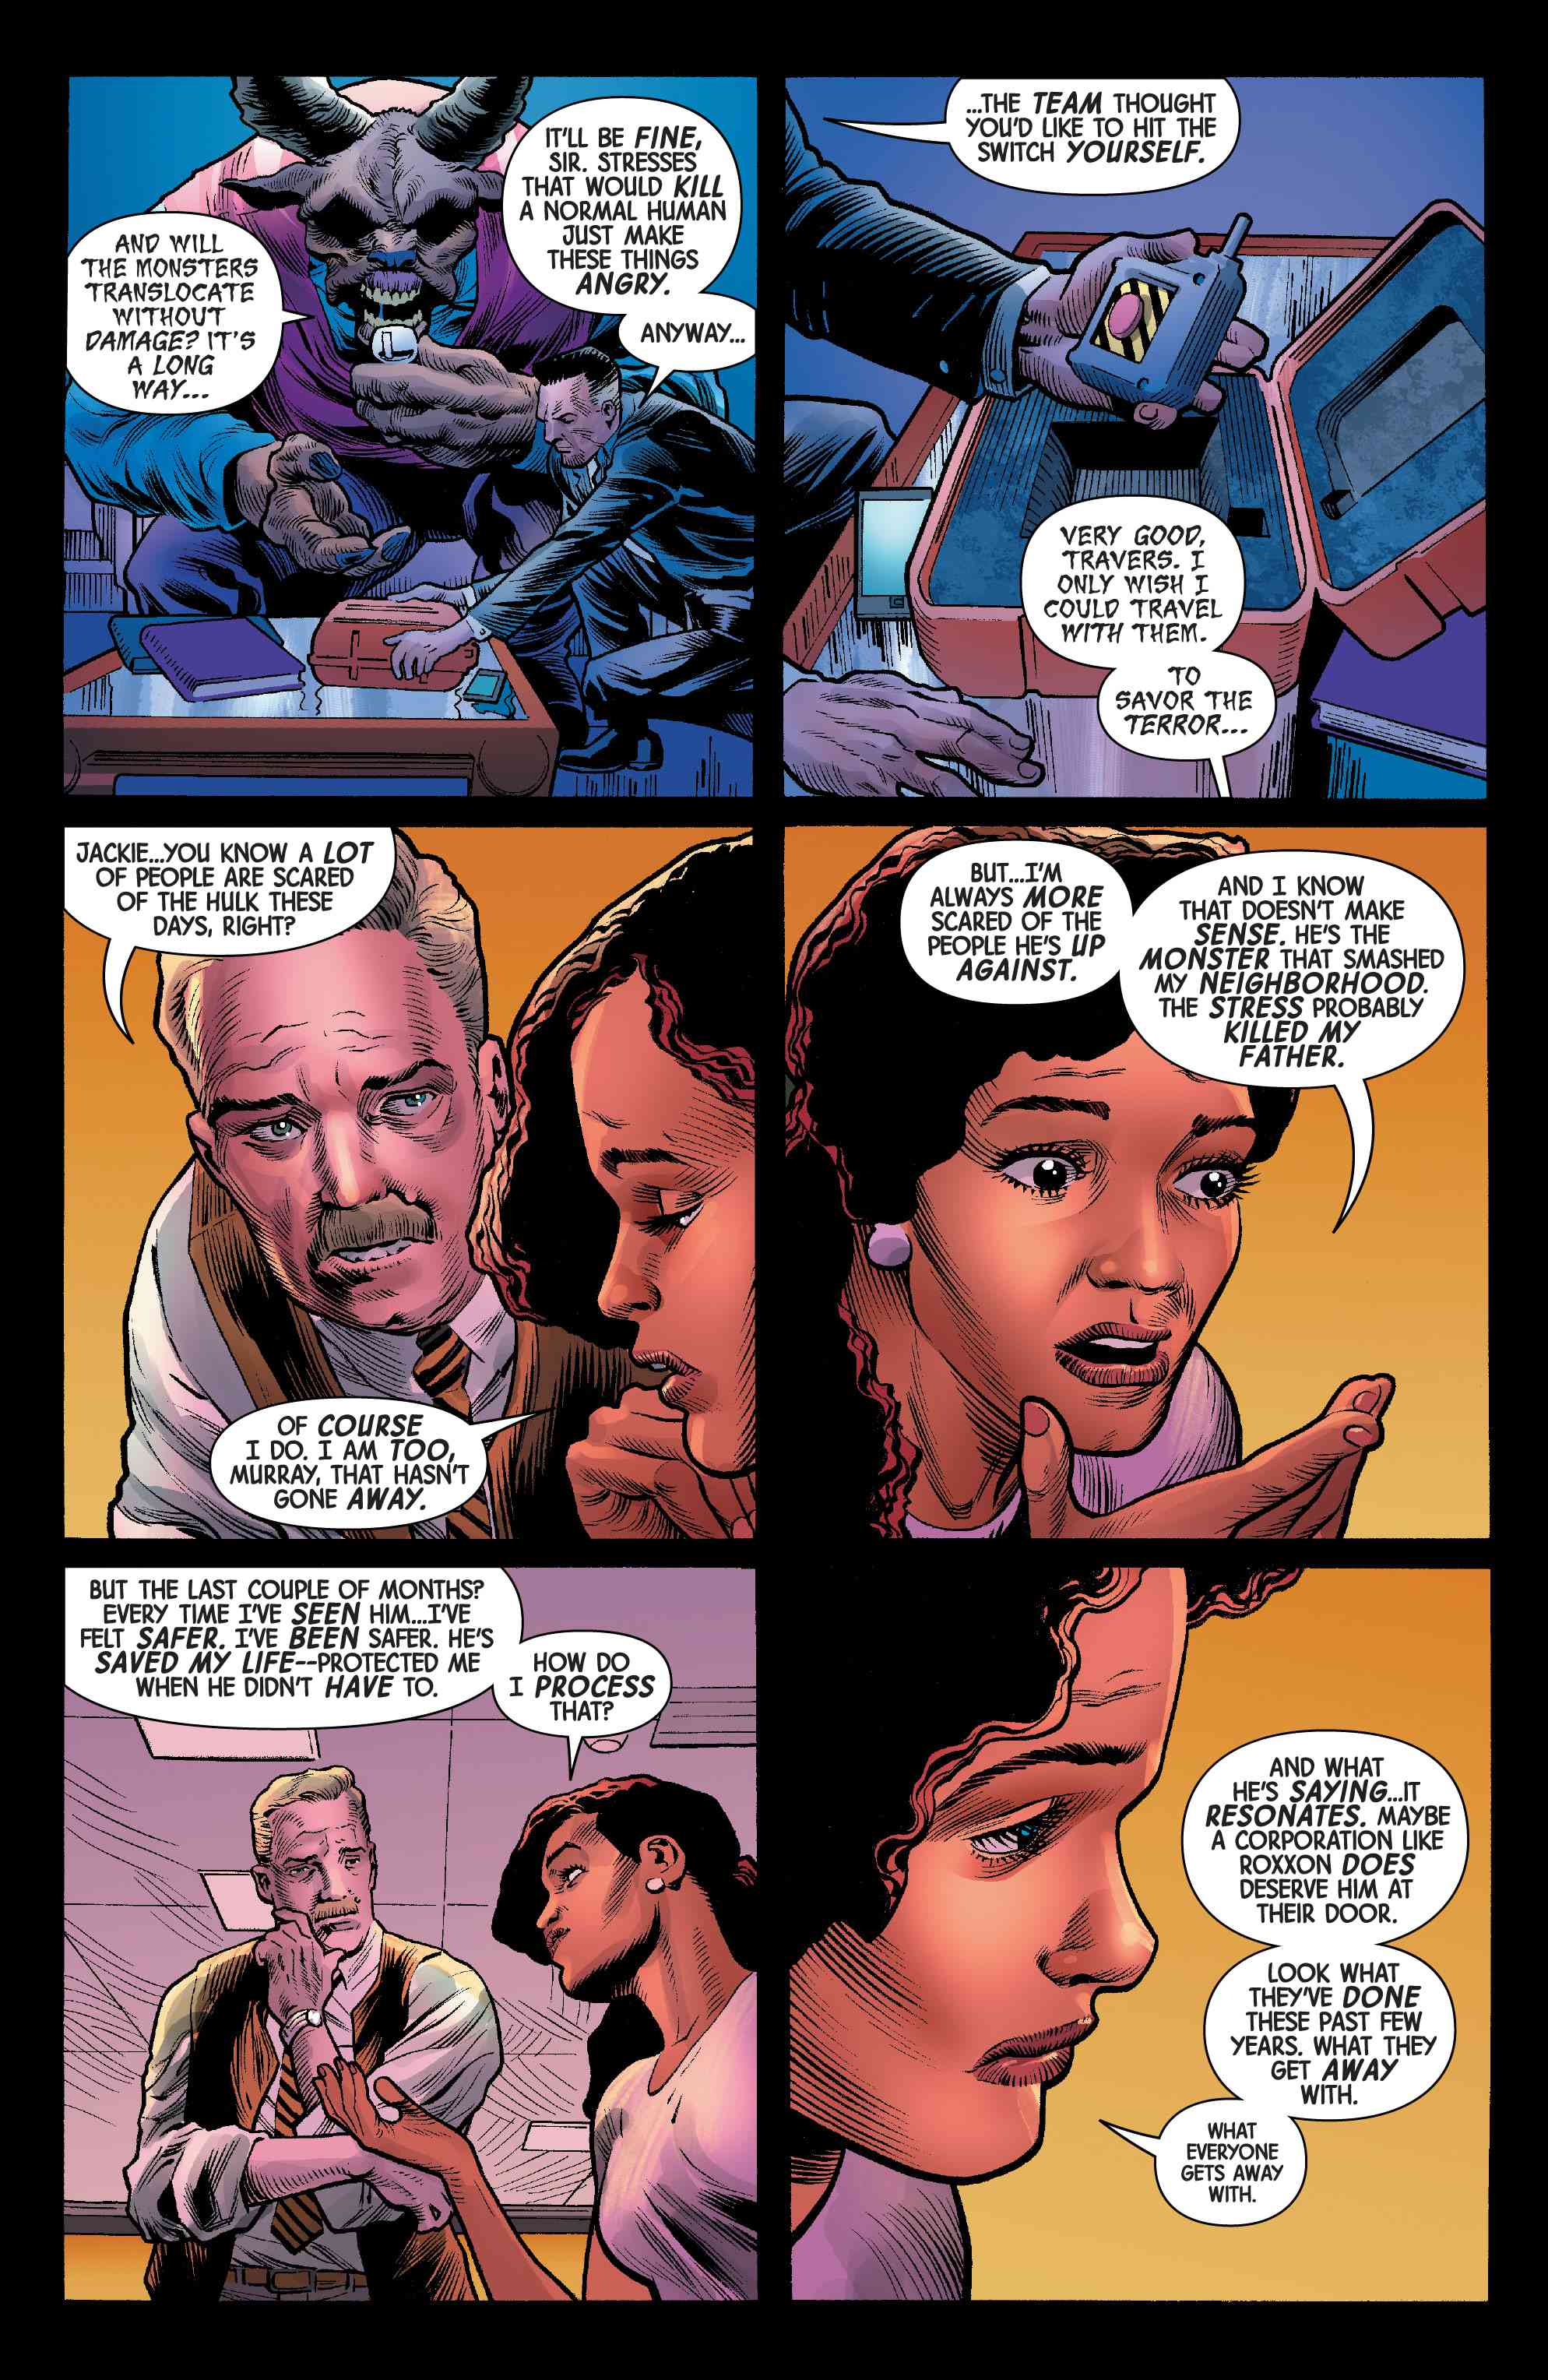 AND WILL
THE MONSTERS
TRANSLOCATE
WITHOUT
DAMAGE? IT'S
A LONG
WAY...
IT'LL BE FINE,
SIR. STRESSES
THAT WOULD KILL
A NORMAL HUMAN
JUST MAKE
THESE THINGS
ANGRY.
ANYWAY...
...THE TEAM THOUGHT
YOU'D LIKE TO HIT THE
SWITCH YOURSELF.
VERY GOOD,
TRAVERS. I
ONLY WISH I
COULD TRAVEL
WITH THEM.
TO
SAVOR THE
TERROR...
JACKIE...YOU KNOW A LOT
OF PEOPLE ARE SCARED
OF THE HULK THESE
DAYS, RIGHT?
OF COURSE
I DO. I AM TOO,
MURRAY, THAT HASN'T
GONE AWAY.
BUT...I'M
ALWAYS MORE
SCARED OF THE
PEOPLE HE'S UP
AGAINST.
AND I KNOW
THAT DOESN'T MAKE
SENSE. HE'S THE
MONSTER THAT SMASHED
MY NEIGHBORHOOD.
THE STRESS PROBABLY
KILLED MY
FATHER.
BUT THE LAST COUPLE OF MONTHS?
EVERY TIME I'VE SEEN HIM...I'VE
FELT SAFER. I'VE BEEN SAFER. HE'S
SAVED MY LIFE--PROTECTED ME
WHEN HE DIDN'T HAVE TO.
HOW DO
I PROCESS
THAT?
AND WHAT
HE'S SAYING...IT
RESONATES. MAYBE
A CORPORATION LIKE
ROXXON DOES
DESERVE HIM AT
THEIR DOOR.
LOOK WHAT
THEY'VE DONE
THESE PAST FEW
YEARS. WHAT THEY
GET AWAY
WITH.
WHAT
EVERYONE
GETS AWAY
WITH.